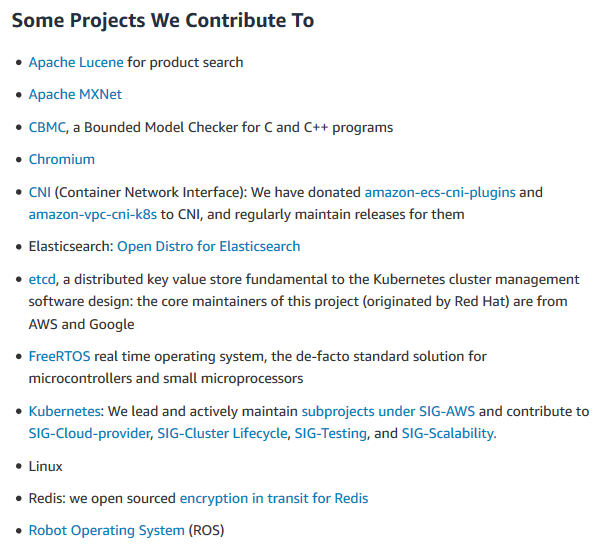 Some Projects We Contribute To
• Apache Lucene for product search
• Apache MXNet
• CBMC, a Bounded Model Checker for C and C++ programs
• Chromium
• CNI (Container Network Interface): We have donated amazon-ecs-cni-plugins and
amazon-vpc-cni-k8s to CNI, and regularly maintain releases for them
• Elasticsearch: Open Distro for Elasticsearch
• etcd, a distributed key value store fundamental to the Kubernetes cluster management
software design: the core maintainers of this project (originated by Red Hat) are from
AWS and Google
• FreeRTOS real time operating system, the de-facto standard solution for
microcontrollers and small microprocessors
• Kubernetes: We lead and actively maintain subprojects under SIG-AWS and contribute to
SIG-Cloud-provider, SIG-Cluster Lifecycle, SIG-Testing, and SIG-Scalability.
• Linux
• Redis: we open sourced encryption in transit for Redis
• Robot Operating System (ROS)